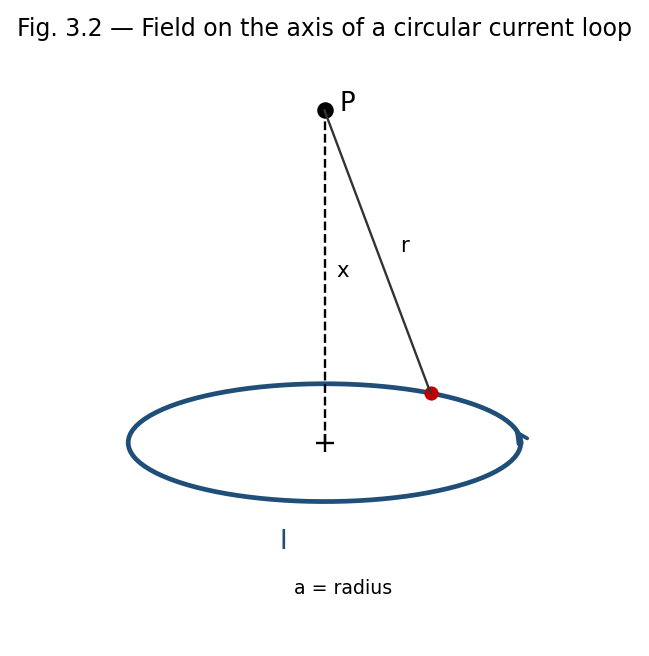 Fig. 3.2 — Field on the axis of a circular current loop
P
r
x
I
a = radius